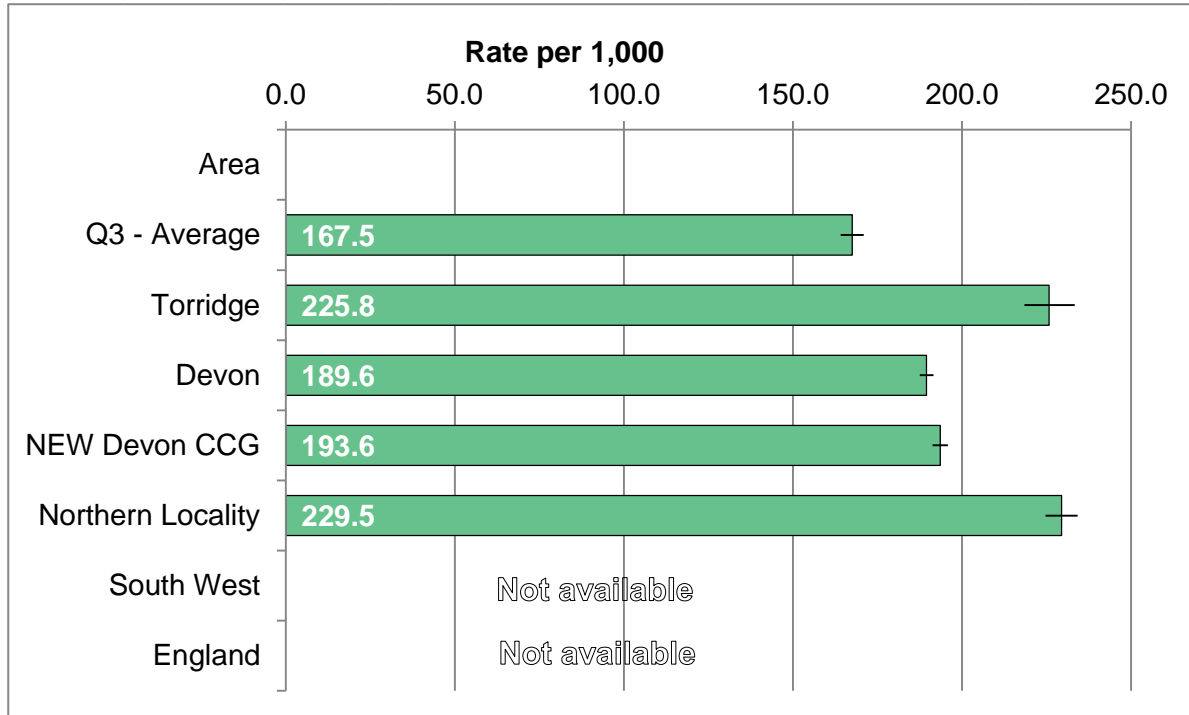 Rate per 1,000
0.0 50.0 100.0 150.0 200.0 250.0
Area
Q3 - Average 167.5
Torridge 225.8
Devon 189.6
NEW Devon CCG 193.6
Northern Locality 229.5
South West Not available
England Not available